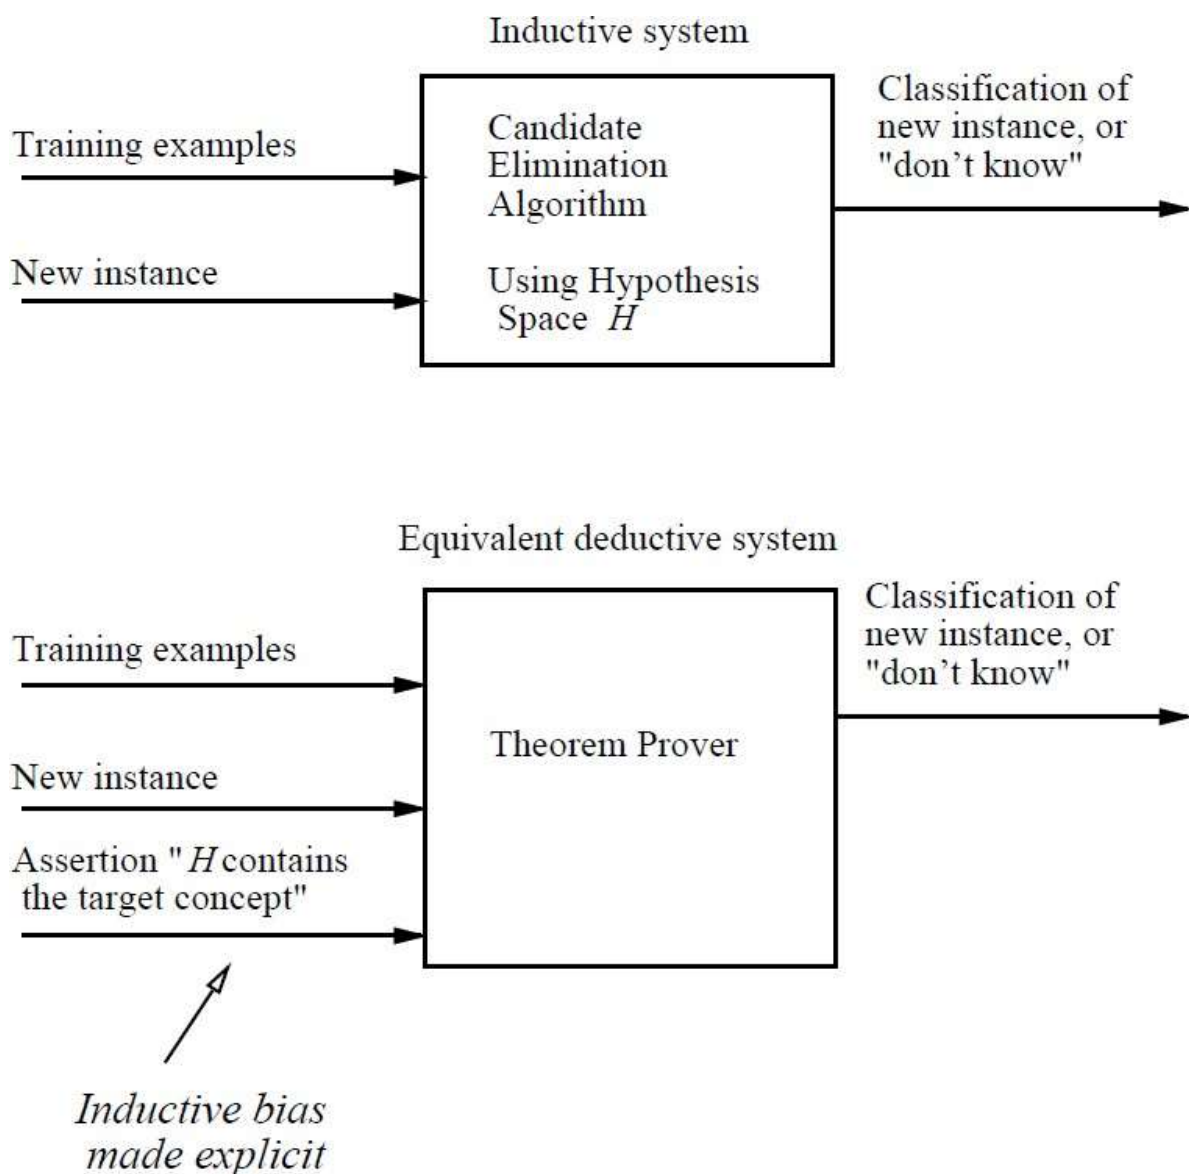 Inductive system
Training examples
New instance
Candidate
Elimination
Algorithm
Using Hypothesis
Space H
Classification of
new instance, or
"don't know"
Equivalent deductive system
Training examples
New instance
Assertion " H contains
the target concept"
Theorem Prover
Classification of
new instance, or
"don't know"
Inductive bias
made explicit